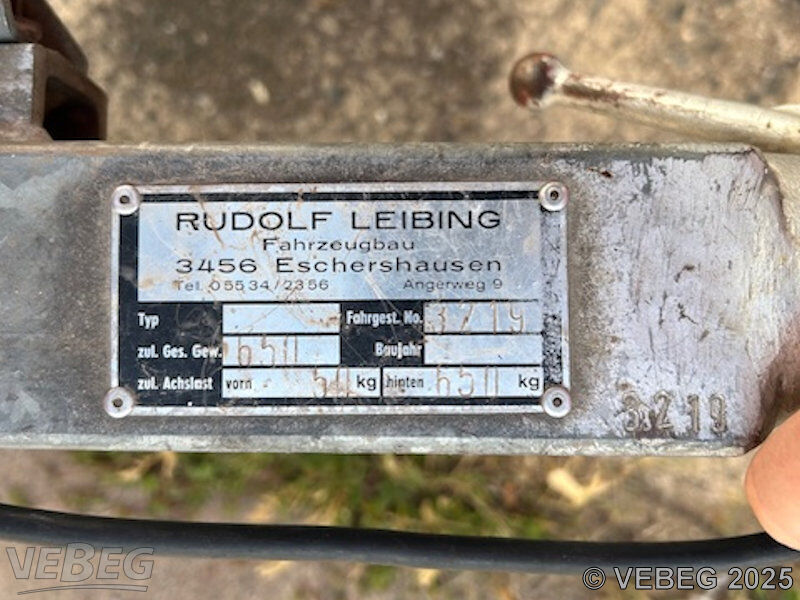 RUDOLF LEIBING
Fahrzeugbau
3456 Eschershausen
Tel. 05534/2356 Angerweg 9
Typ Fahrgest. No. 3219
zul. Ges. Gew. 650 Baujahr
zul. Achslast vorn 50 kg hinten 650 kg
3219
VEBEG
© VEBEG 2025